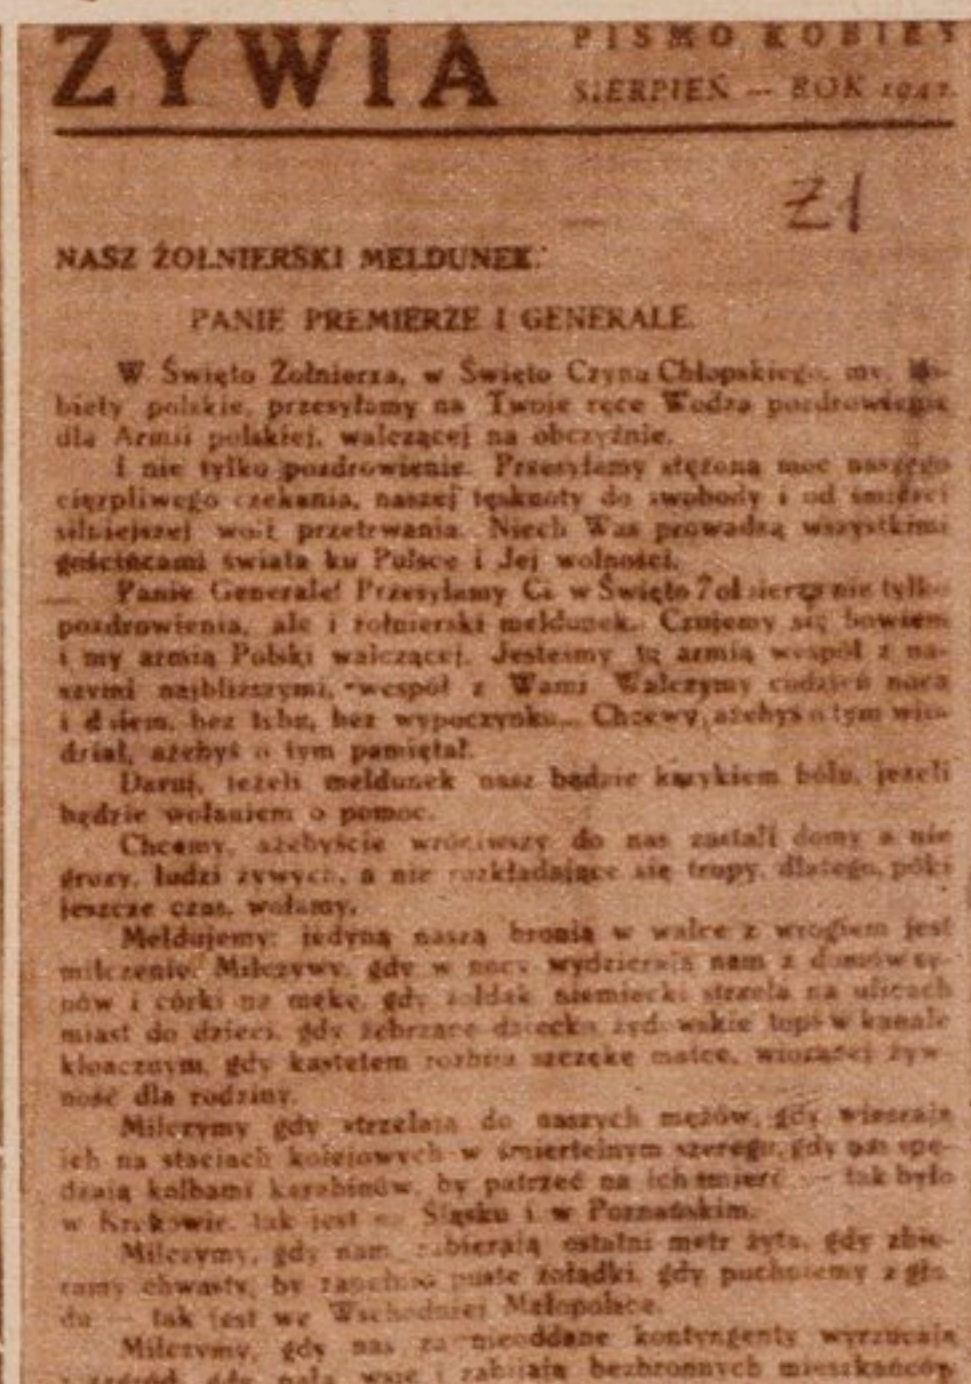 ŻYWIA
PISMO KOBIET
SIERPIEŃ — ROK
Ż1
NASZ ŻOŁNIERSKI MELDUNEK:
PANIE PREMIERZE I GENERALE.
W Święto Żołnierza, w Święto Czynu Chłopskiego, my, ko-
biety polskie, przesyłamy na Twoje ręce Wodza pozdrowienia
dla Armii polskiej, walczącej na obczyźnie.
I nie tylko pozdrowienie. Przesyłamy stężoną moc naszego
cierpliwego czekania, naszej tęsknoty do swobody i od śmierci
silniejszej woli przetrwania. Niech Was prowadzą wszystkimi
gościńcami świata ku Polsce i Jej wolności.
Panie Generale! Przesyłamy Ci w Święto Żołnierza nie tylko
pozdrowienia, ale i żołnierski meldunek. Czujemy się bowiem
i my armią Polski walczącej. Jesteśmy tą armią wespół z na-
szymi najbliższymi, wespół z Wami Walczymy codzień nocą
i dniem, bez tchu, bez wypoczynku... Chcewy, ażebyś o tym wie-
dział, ażebyś o tym pamiętał.
Daruj, jeżeli meldunek nasz będzie krzykiem bólu, jeżeli
będzie wołaniem o pomoc.
Chcemy, ażebyście wróciwszy do nas zastali domy a nie
gruzy, ludzi żywych, a nie rozkładające się trupy, dlatego, póki
jeszcze czas, wołamy.
Meldujemy: jedyną naszą bronią w walce z wrogiem jest
milczenie. Milczywy, gdy w nocy wydzierają nam z domów sy-
nów i córki na mękę, gdy żołdak niemiecki strzela na ulicach
miast do dzieci, gdy żebrzące dziecko żydowskie topi w kanale
kloacznym, gdy kastetem rozbija szczękę matce, wiozącej żyw-
ność dla rodziny.
Milczymy gdy strzelają do naszych mężów, gdy wieszają
ich na stacjach kolejowych w śmiertelnym szeregu, gdy nas spę-
dzają kolbami karabinów, by patrzeć na ich śmierć — tak było
w Krakowie, tak jest na Śląsku i w Poznańskim.
Milczymy, gdy nam zabierają ostatni metr żyta, gdy zbie-
ramy chwasty, by zapchać puste żołądki, gdy puchniemy z gło-
du — tak jest we Wschodniej Małopolsce.
Milczymy, gdy nas za nieoddane kontyngenty wyrzucają
gdy palą wsie i zabijają bezbronnych mieszkańców